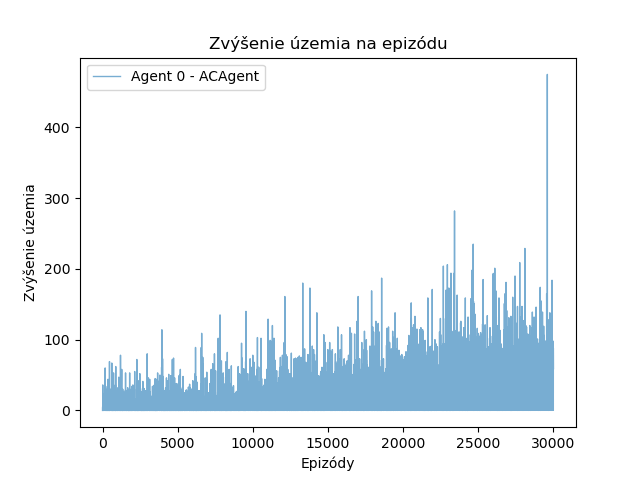 Zvýšenie územia na epizódu
Agent 0 - ACAgent
Zvýšenie územia
400
300
200
100
0
0 5000 10000 15000 20000 25000 30000
Epizódy